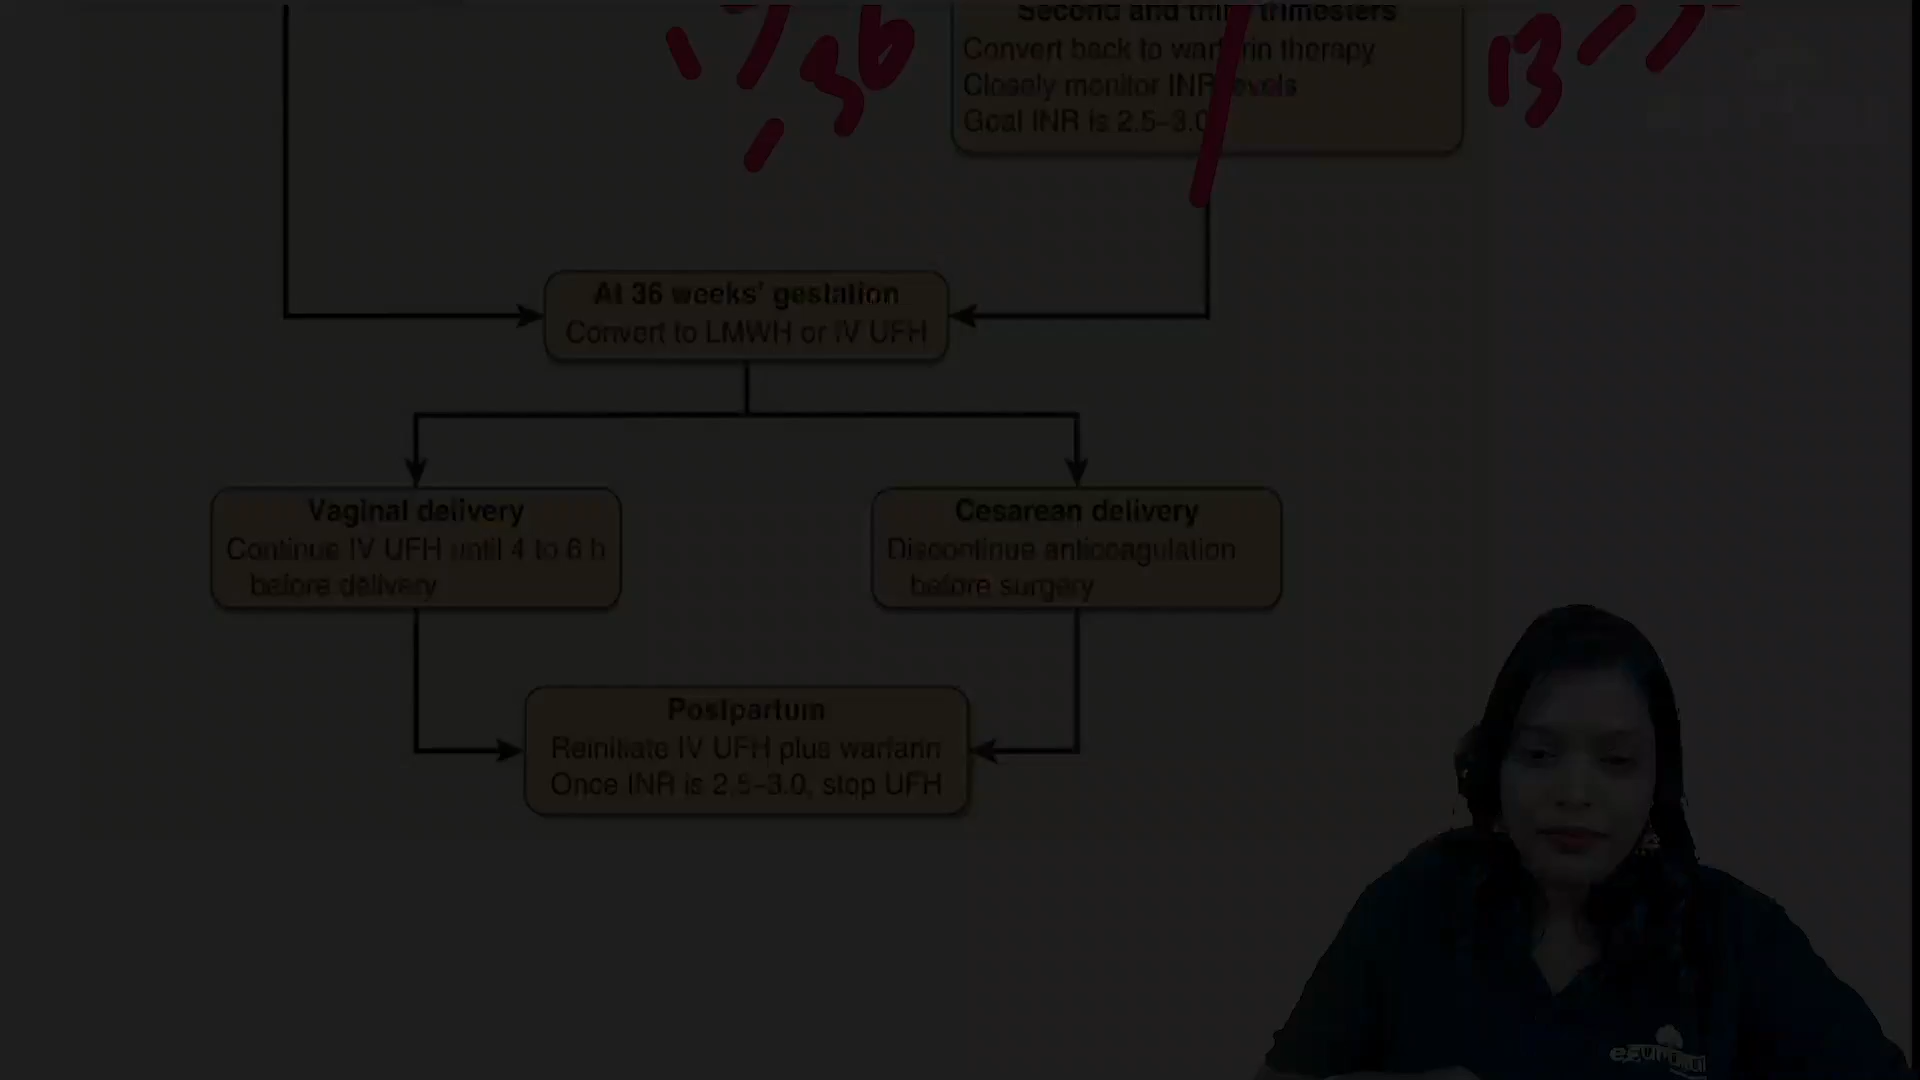 Second and third trimesters
Convert back to warfarin therapy
Closely monitor INR levels
Goal INR is 2.5–3.0
36
13
At 36 weeks' gestation
Convert to LMWH or IV UFH
Vaginal delivery
Continue IV UFH until 4 to 6 h
before delivery
Cesarean delivery
Discontinue anticoagulation
before surgery
Postpartum
Reinitiate IV UFH plus warfarin
Once INR is 2.5–3.0, stop UFH